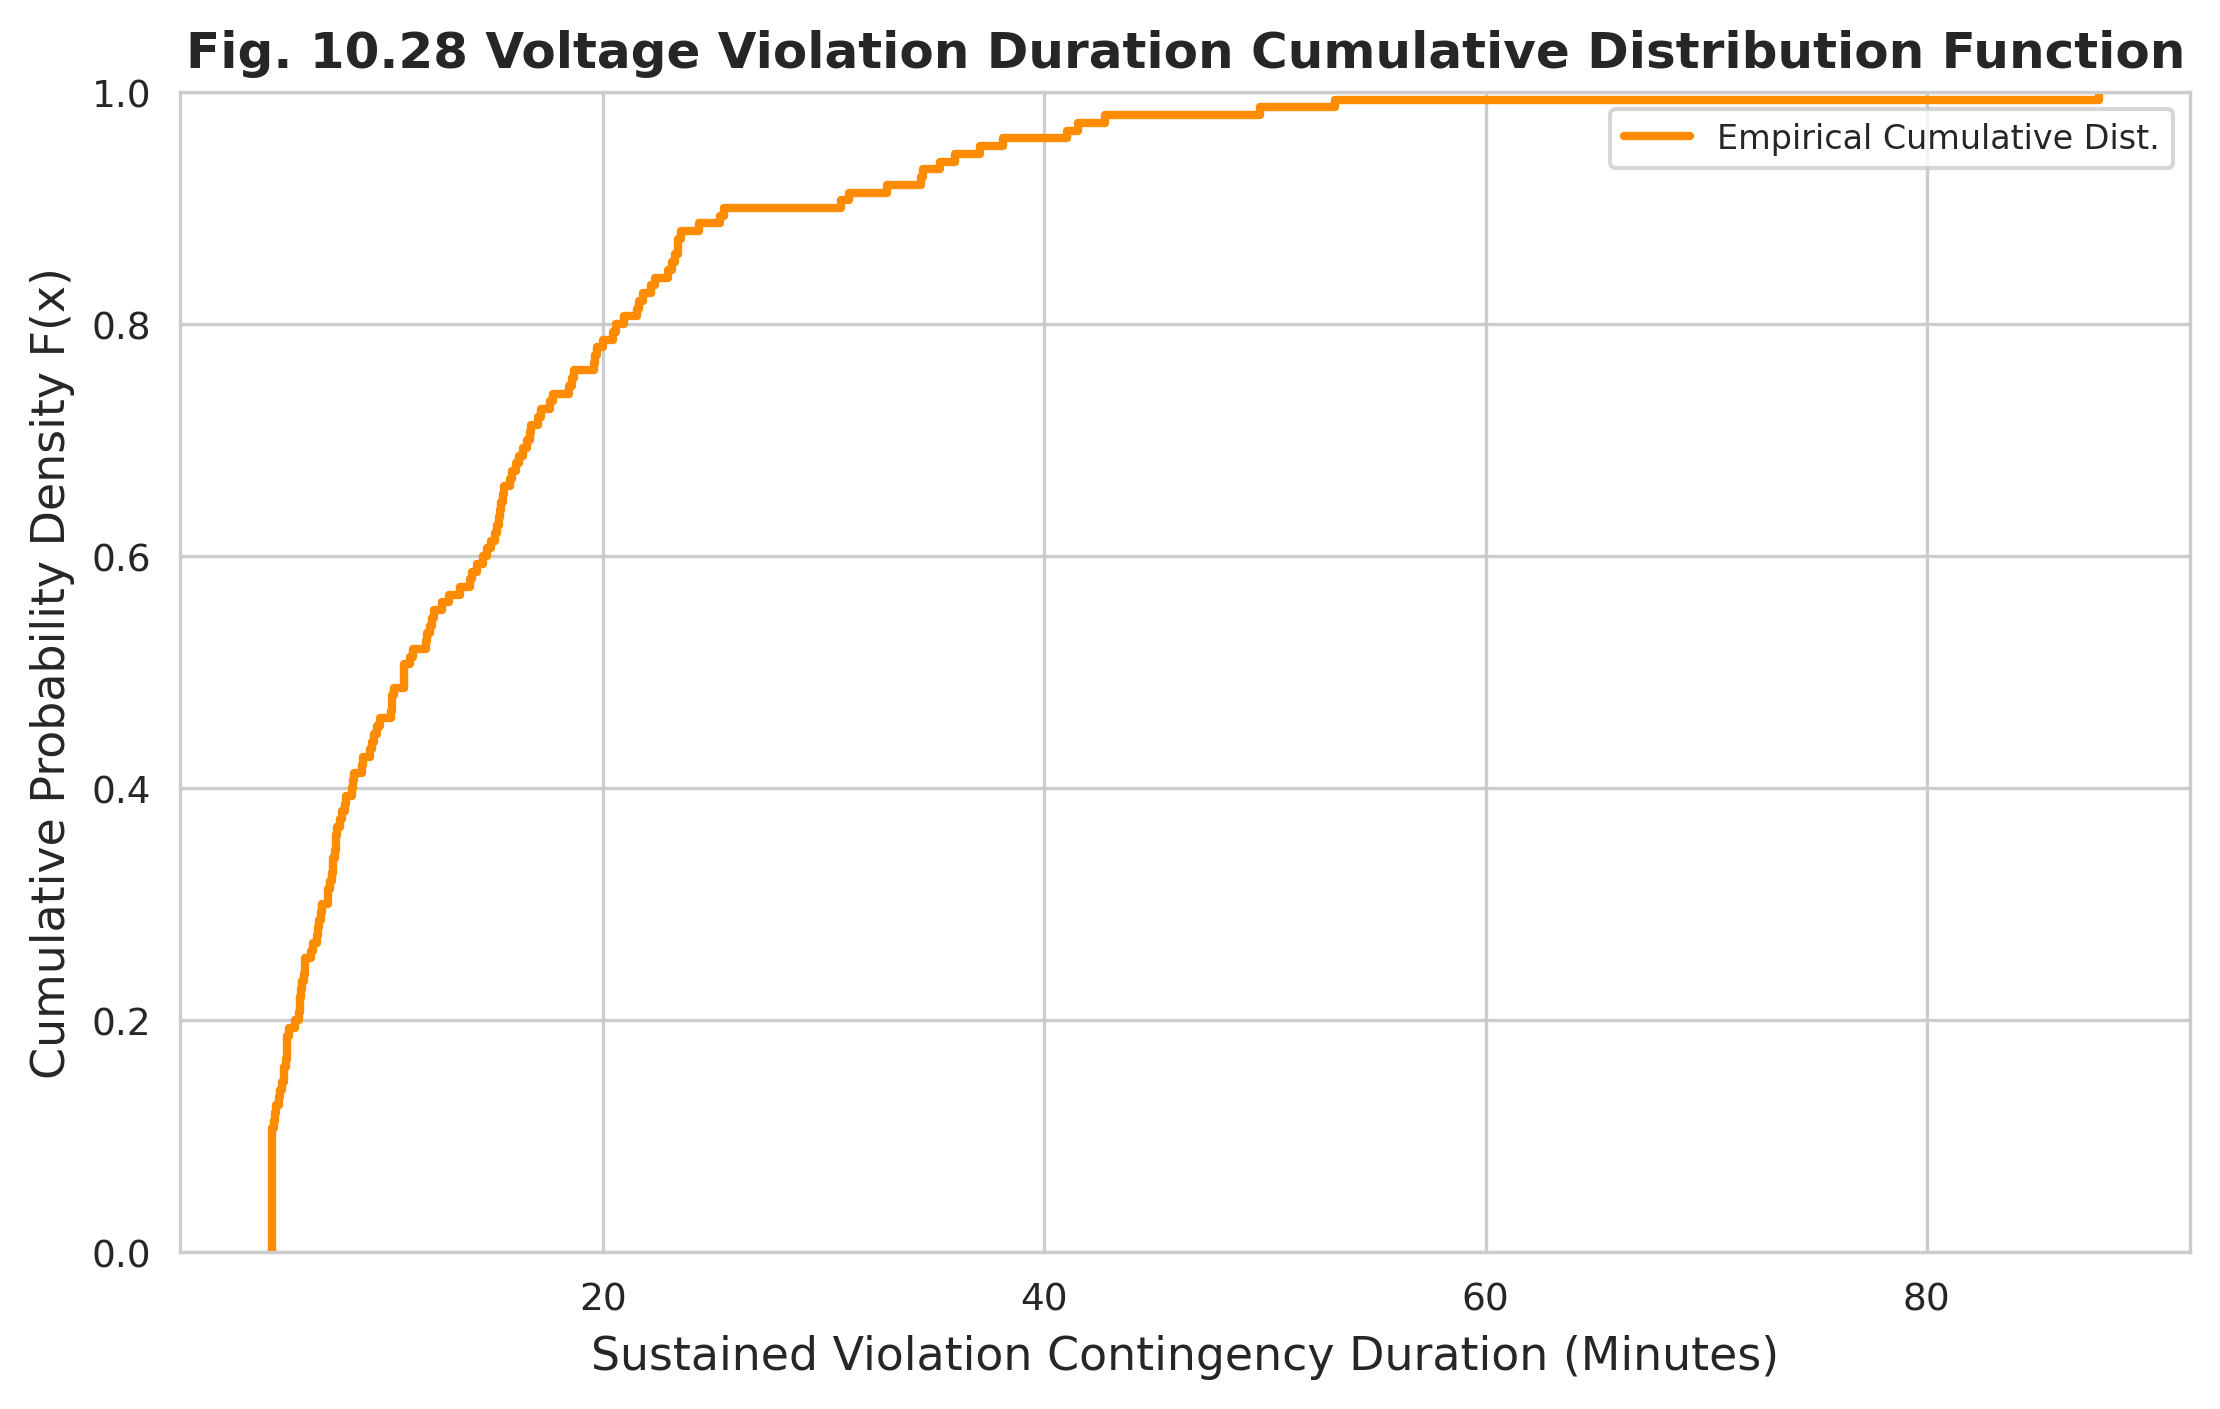 Fig. 10.28 Voltage Violation Duration Cumulative Distribution Function
Cumulative Probability Density F(x)
1.0
0.8
0.6
0.4
0.2
0.0
Empirical Cumulative Dist.
20 40 60 80
Sustained Violation Contingency Duration (Minutes)